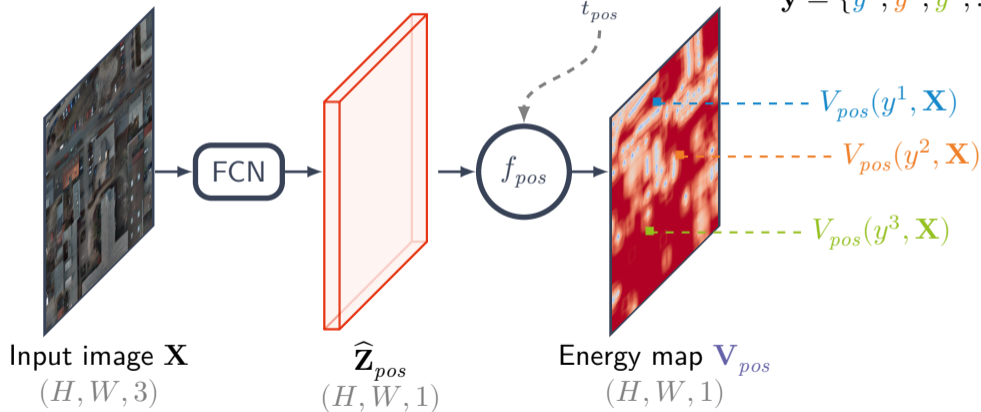 t_pos
y = {y , y , y , .
V_pos(y^1, X)
V_pos(y^2, X)
FCN
f_pos
V_pos(y^3, X)
Input image X
(H, W, 3)
Ẑ_pos
(H, W, 1)
Energy map V_pos
(H, W, 1)